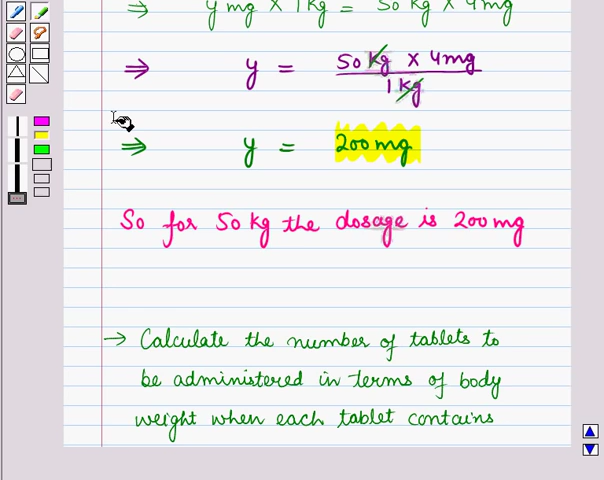 ⇒ y mg × 1 kg = 50 kg × 4 mg
⇒ y = 50 kg × 4 mg
1 kg
⇒ y = 200 mg
So for 50 kg the dosage is 200 mg
→ Calculate the number of tablets to
be administered in terms of body
weight when each tablet contains